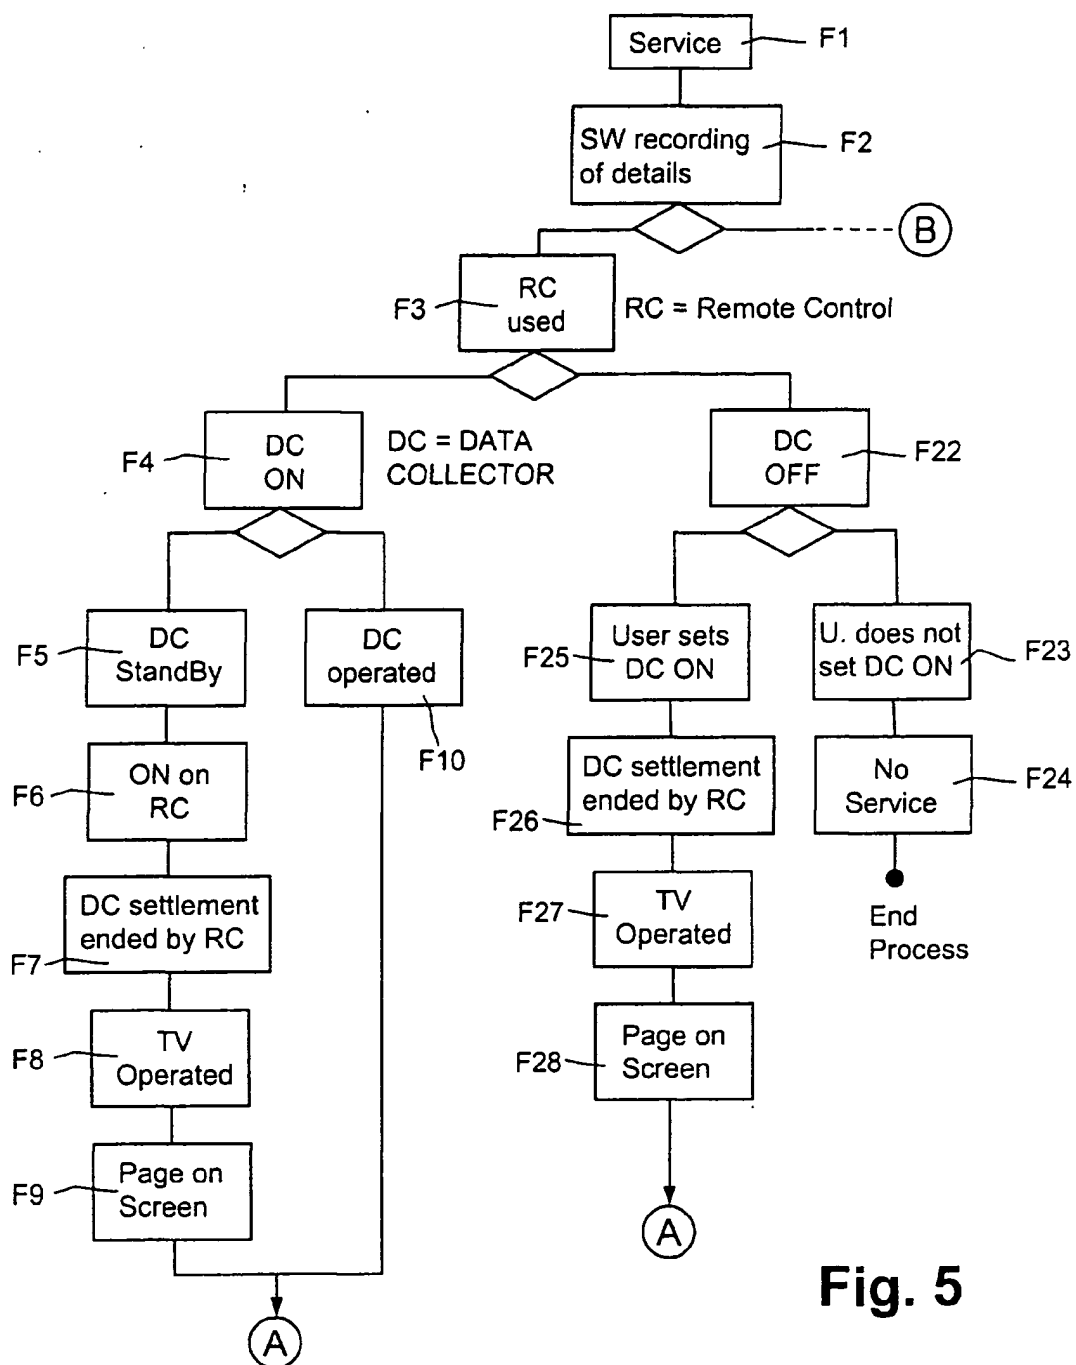 Service
F1
SW recording
of details
F2
B
RC
used
F3
RC = Remote Control
DC
ON
F4
DC = DATA
COLLECTOR
DC
OFF
F22
DC
StandBy
F5
DC
operated
F10
User sets
DC ON
F25
U. does not
set DC ON
F23
ON on
RC
F6
DC settlement
ended by RC
F26
No
Service
F24
End
Process
DC settlement
ended by RC
F7
TV
Operated
F27
TV
Operated
F8
Page on
Screen
F28
Page on
Screen
F9
A
A
Fig. 5